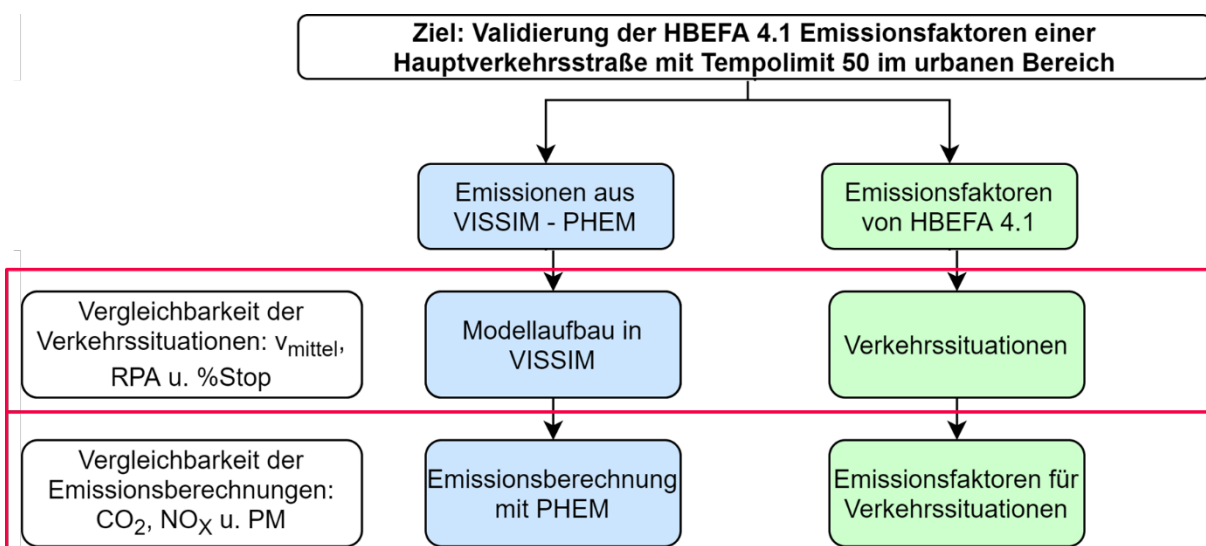 Ziel: Validierung der HBEFA 4.1 Emissionsfaktoren einer
Hauptverkehrsstraße mit Tempolimit 50 im urbanen Bereich
Emissionen aus
VISSIM - PHEM
Emissionsfaktoren
von HBEFA 4.1
Vergleichbarkeit der
Verkehrssituationen: vmittel,
RPA u. %Stop
Modellaufbau in
VISSIM
Verkehrssituationen
Vergleichbarkeit der
Emissionsberechnungen:
CO2, NOX u. PM
Emissionsberechnung
mit PHEM
Emissionsfaktoren für
Verkehrssituationen